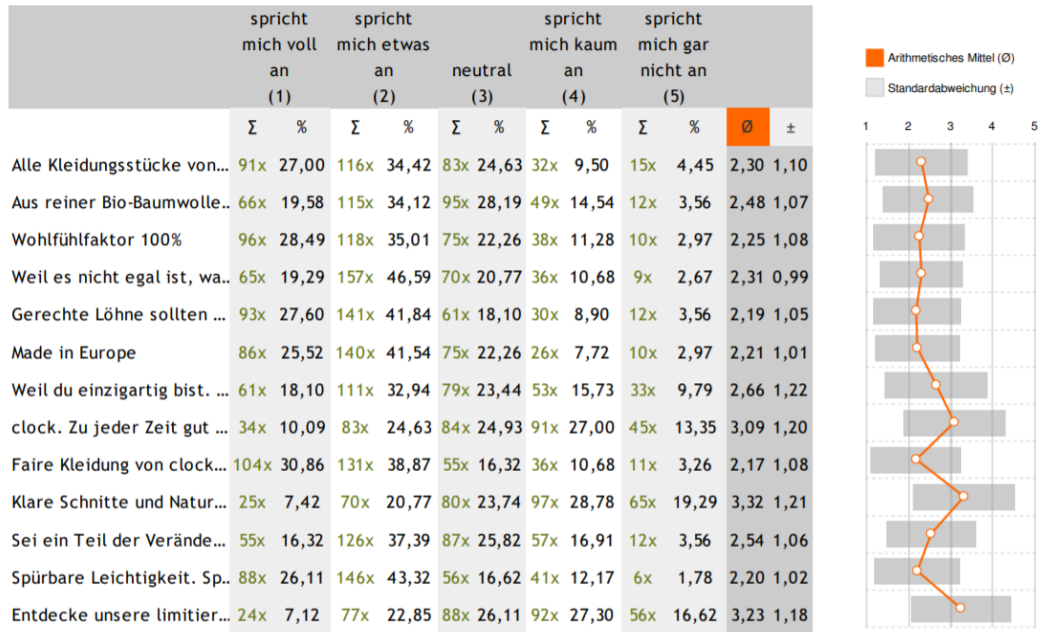 spricht mich voll an (1) spricht mich etwas an (2) neutral (3) spricht mich kaum an (4) spricht mich gar nicht an (5)
Arithmetisches Mittel (Ø)
Standardabweichung (±)
Σ % Σ % Σ % Σ % Σ % Ø ± 1 2 3 4 5
Alle Kleidungsstücke von... 91x 27,00 116x 34,42 83x 24,63 32x 9,50 15x 4,45 2,30 1,10
Aus reiner Bio-Baumwolle.. 66x 19,58 115x 34,12 95x 28,19 49x 14,54 12x 3,56 2,48 1,07
Wohlfühlfaktor 100% 96x 28,49 118x 35,01 75x 22,26 38x 11,28 10x 2,97 2,25 1,08
Weil es nicht egal ist, wa.. 65x 19,29 157x 46,59 70x 20,77 36x 10,68 9x 2,67 2,31 0,99
Gerechte Löhne sollten ... 93x 27,60 141x 41,84 61x 18,10 30x 8,90 12x 3,56 2,19 1,05
Made in Europe 86x 25,52 140x 41,54 75x 22,26 26x 7,72 10x 2,97 2,21 1,01
Weil du einzigartig bist. ... 61x 18,10 111x 32,94 79x 23,44 53x 15,73 33x 9,79 2,66 1,22
clock. Zu jeder Zeit gut ... 34x 10,09 83x 24,63 84x 24,93 91x 27,00 45x 13,35 3,09 1,20
Faire Kleidung von clock... 104x 30,86 131x 38,87 55x 16,32 36x 10,68 11x 3,26 2,17 1,08
Klare Schnitte und Natur... 25x 7,42 70x 20,77 80x 23,74 97x 28,78 65x 19,29 3,32 1,21
Sei ein Teil der Verände... 55x 16,32 126x 37,39 87x 25,82 57x 16,91 12x 3,56 2,54 1,06
Spürbare Leichtigkeit. Sp.. 88x 26,11 146x 43,32 56x 16,62 41x 12,17 6x 1,78 2,20 1,02
Entdecke unsere limitier... 24x 7,12 77x 22,85 88x 26,11 92x 27,30 56x 16,62 3,23 1,18